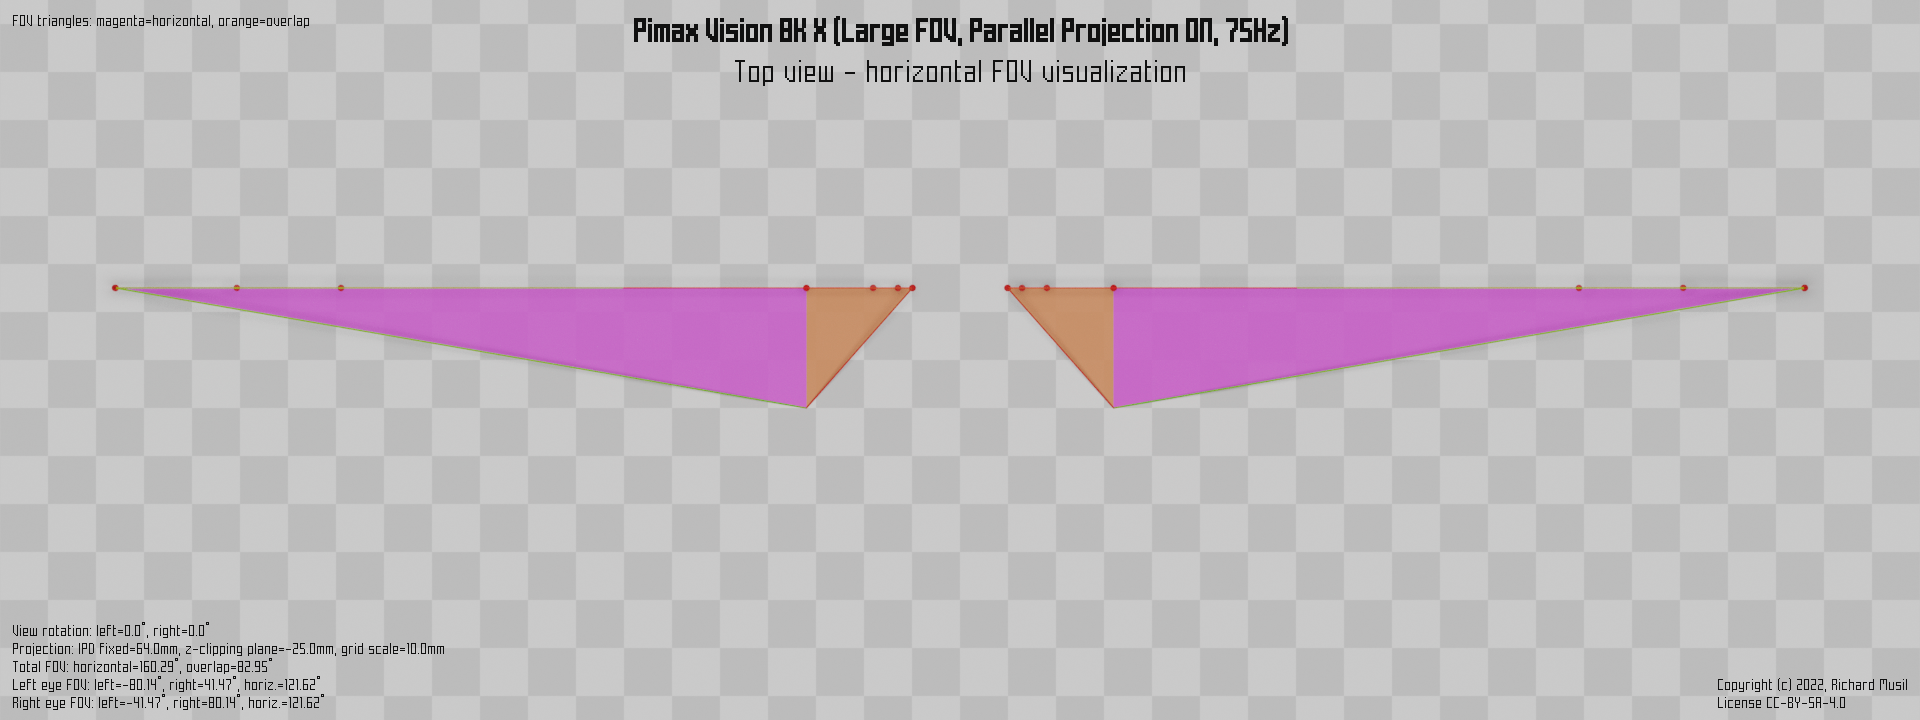 FOV triangles: magenta=horizontal, orange=overlap
Pimax Vision 8K X (Large FOV, Parallel Projection ON, 75Hz)
Top view - horizontal FOV visualization
View rotation: left=0.0°, right=0.0°
Projection: IPD fixed=64.0mm, z-clipping plane=-25.0mm, grid scale=10.0mm
Total FOV: horizontal=160.29°, overlap=82.95°
Left eye FOV: left=-80.14°, right=41.47°, horiz.=121.62°
Right eye FOV: left=-41.47°, right=80.14°, horiz.=121.62°
Copyright (c) 2022, Richard Musil
License CC-BY-SA-4.0